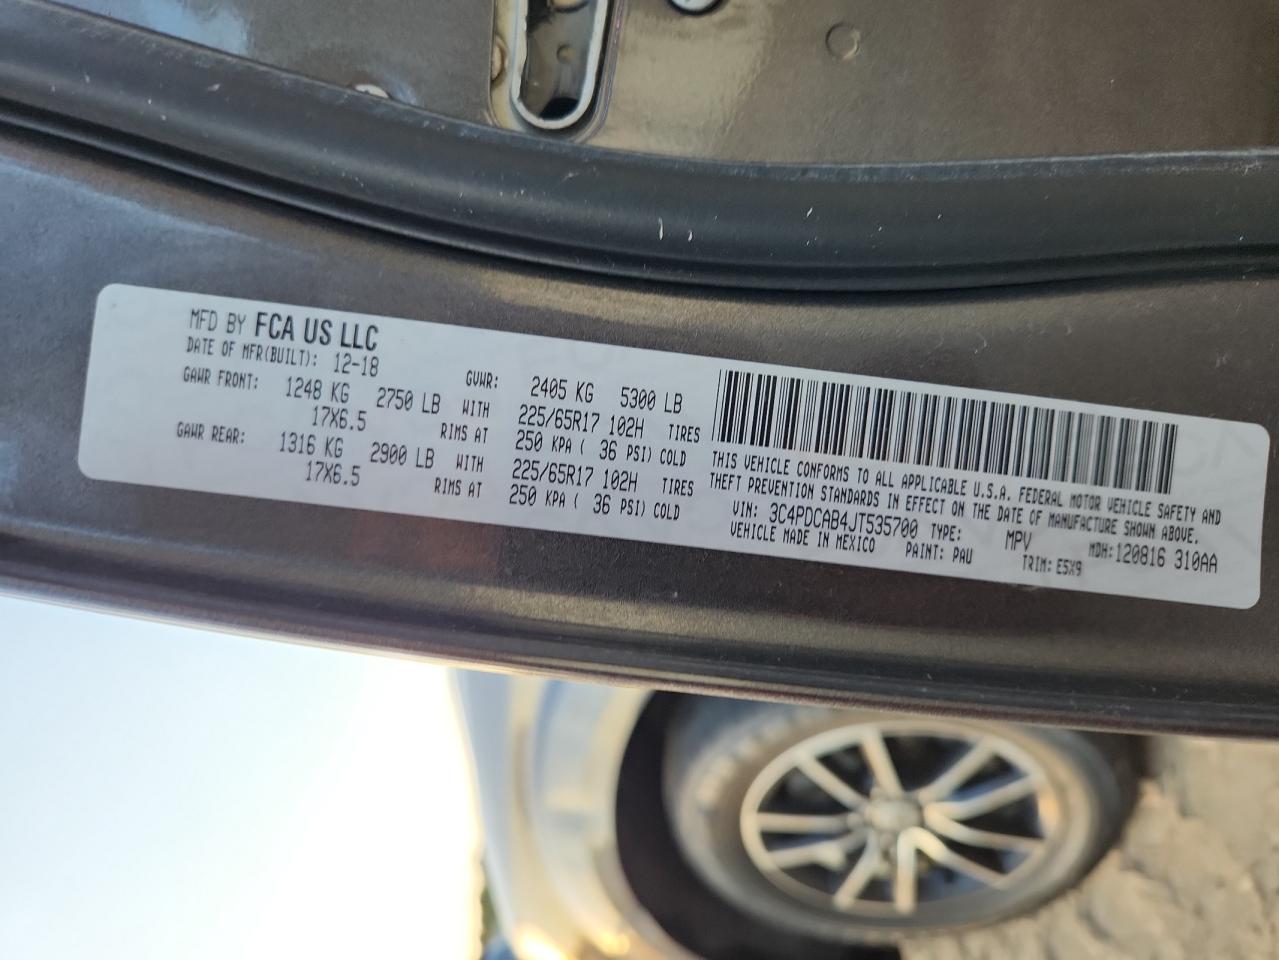 MFD BY FCA US LLC
DATE OF MFR(BUILT): 12-18 GVWR: 2405 KG 5300 LB
GAWR FRONT: 1248 KG 2750 LB WITH 225/65R17 102H TIRES
17X6.5 RIMS AT 250 KPA ( 36 PSI) COLD
GAWR REAR: 1316 KG 2900 LB WITH 225/65R17 102H TIRES
17X6.5 RIMS AT 250 KPA ( 36 PSI) COLD
THIS VEHICLE CONFORMS TO ALL APPLICABLE U.S.A. FEDERAL MOTOR VEHICLE SAFETY AND
THEFT PREVENTION STANDARDS IN EFFECT ON THE DATE OF MANUFACTURE SHOWN ABOVE.
VIN: 3C4PDCAB4JT535700 TYPE: MPV MDH:120816 310AA
VEHICLE MADE IN MEXICO PAINT: PAU TRIM: E5X9